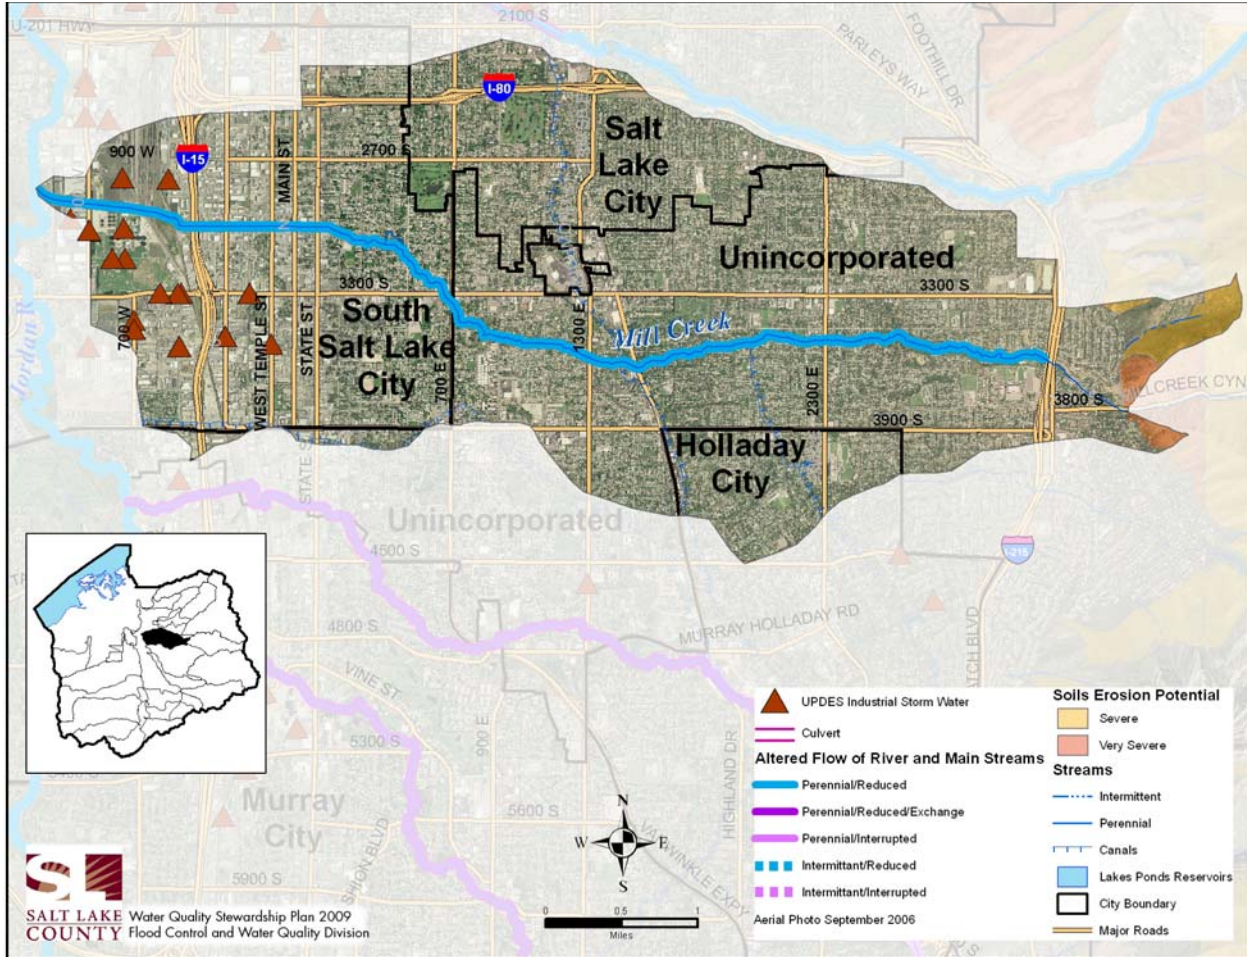 U-201 HWY
2100 S
PARLEYS WAY
FOOTHILL DR
I-80
Salt
Lake
City
900 W
I-15
MAIN ST
2700 S
Unincorporated
3300 S
3300 S
South
Salt Lake
City
700 W
WEST TEMPLE ST
STATE ST
700 E
1300 E
Mill Creek
2300 E
3800 S
MILLCREEK CYN
3900 S
Holladay
City
Jordan R
STATE S
Unincorporated
4500 S
I-215
4800 S
MURRAY HOLLADAY RD
VINE ST
900 E
5300 S
HIGHLAND DR
Murray
City
5600 S
VAN WINKLE EXPY
5900 S
N
W E
S
0 0.5 1
Miles
UPDES Industrial Storm Water
Culvert
Altered Flow of River and Main Streams
Perennial/Reduced
Perennial/Reduced/Exchange
Perennial/Interrupted
Intermittant/Reduced
Intermittant/Interrupted
Aerial Photo September 2006
Soils Erosion Potential
Severe
Very Severe
Streams
Intermittent
Perennial
Canals
Lakes Ponds Reservoirs
City Boundary
Major Roads
SL
SALT LAKE
COUNTY
Water Quality Stewardship Plan 2009
Flood Control and Water Quality Division